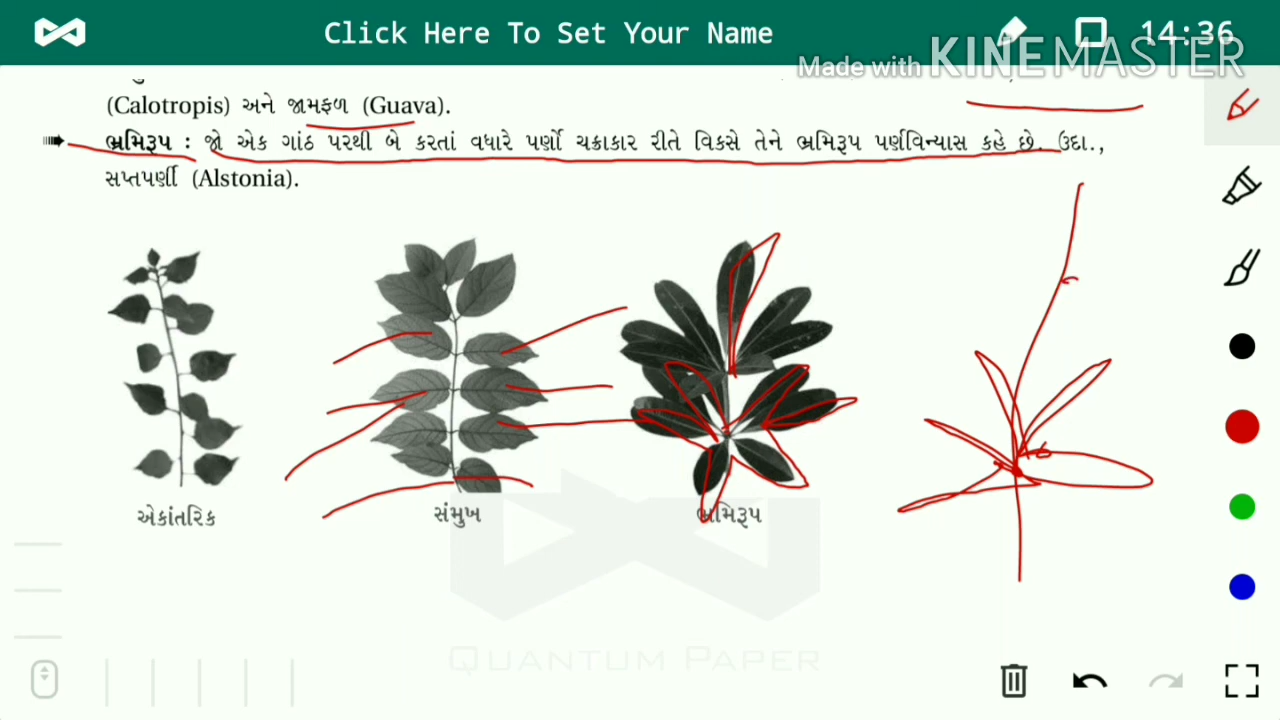 Click Here To Set Your Name
14:36
Made with KINEMASTER
(Calotropis) અને જામફળ (Guava).
ભ્રમિરૂપ : જો એક ગાંઠ પરથી બે કરતાં વધારે પર્ણો ચક્રાકાર રીતે વિકસે તેને ભ્રમિરૂપ પર્ણવિન્યાસ કહે છે. ઉદા.,
સપ્તપર્ણી (Alstonia).
એકાંતરિક
સંમુખ
ભ્રમિરૂપ
QUANTUM PAPER